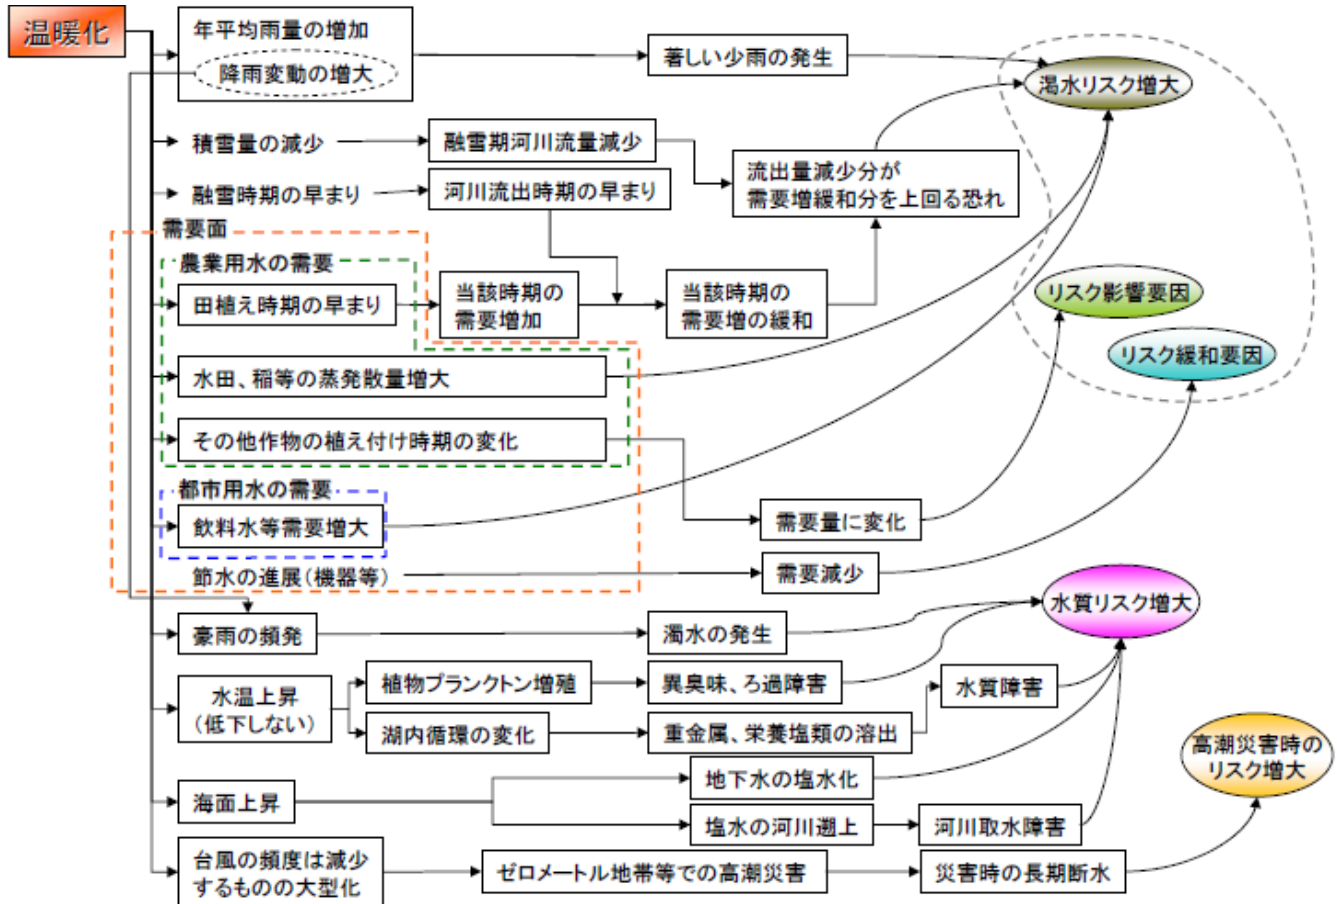 温暖化
年平均雨量の増加
降雨変動の増大
著しい少雨の発生
渇水リスク増大
積雪量の減少
融雪期河川流量減少
融雪時期の早まり
河川流出時期の早まり
流出量減少分が
需要増緩和分を上回る恐れ
需要面
農業用水の需要
田植え時期の早まり
当該時期の
需要増加
当該時期の
需要増の緩和
リスク影響要因
リスク緩和要因
水田、稲等の蒸発散量増大
その他作物の植え付け時期の変化
都市用水の需要
飲料水等需要増大
需要量に変化
節水の進展(機器等)
需要減少
水質リスク増大
豪雨の頻発
濁水の発生
水温上昇
(低下しない)
植物プランクトン増殖
異臭味、ろ過障害
水質障害
湖内循環の変化
重金属、栄養塩類の溶出
高潮災害時の
リスク増大
海面上昇
地下水の塩水化
塩水の河川遡上
河川取水障害
台風の頻度は減少
するものの大型化
ゼロメートル地帯等での高潮災害
災害時の長期断水